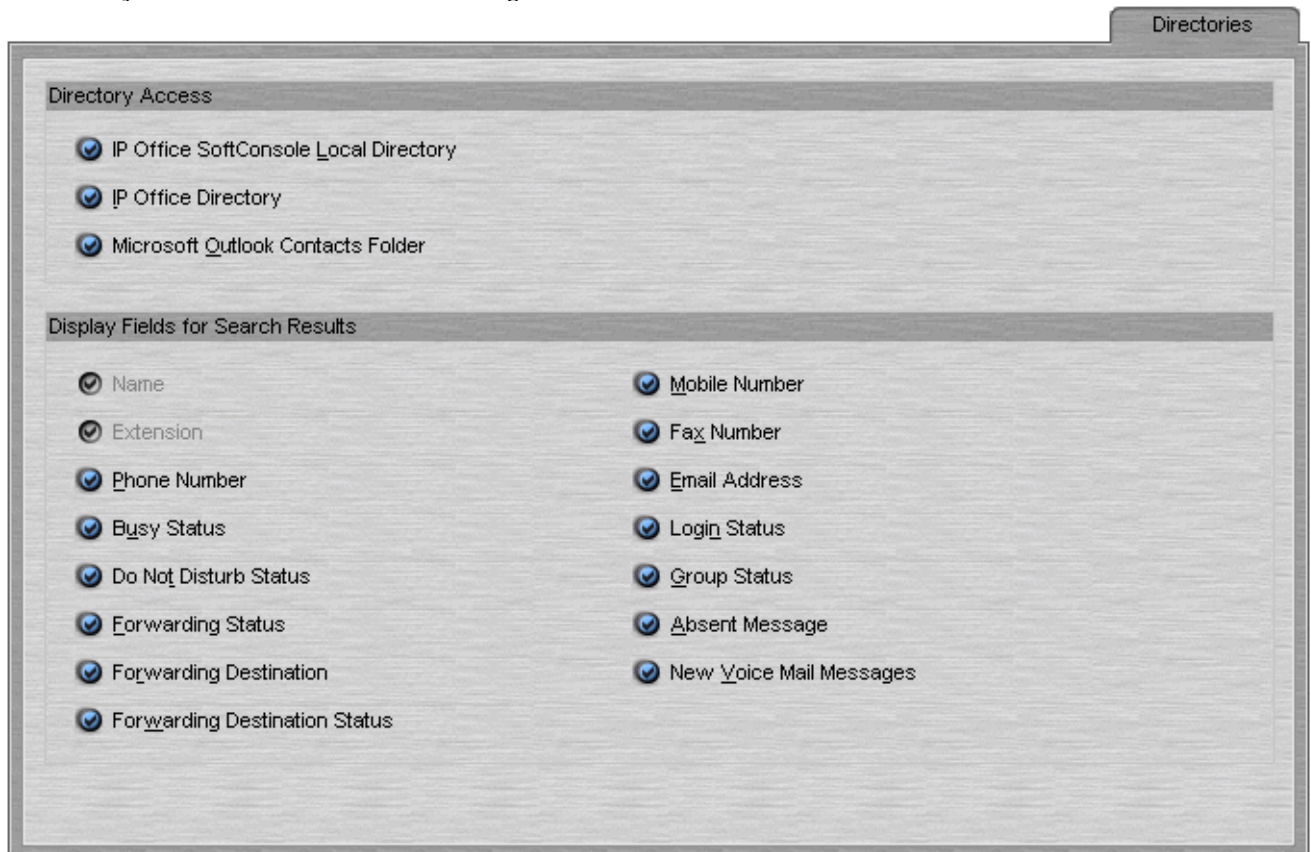 Directories
Directory Access
IP Office SoftConsole Local Directory
IP Office Directory
Microsoft Outlook Contacts Folder
Display Fields for Search Results
Name
Extension
Phone Number
Busy Status
Do Not Disturb Status
Forwarding Status
Forwarding Destination
Forwarding Destination Status
Mobile Number
Fax Number
Email Address
Login Status
Group Status
Absent Message
New Voice Mail Messages